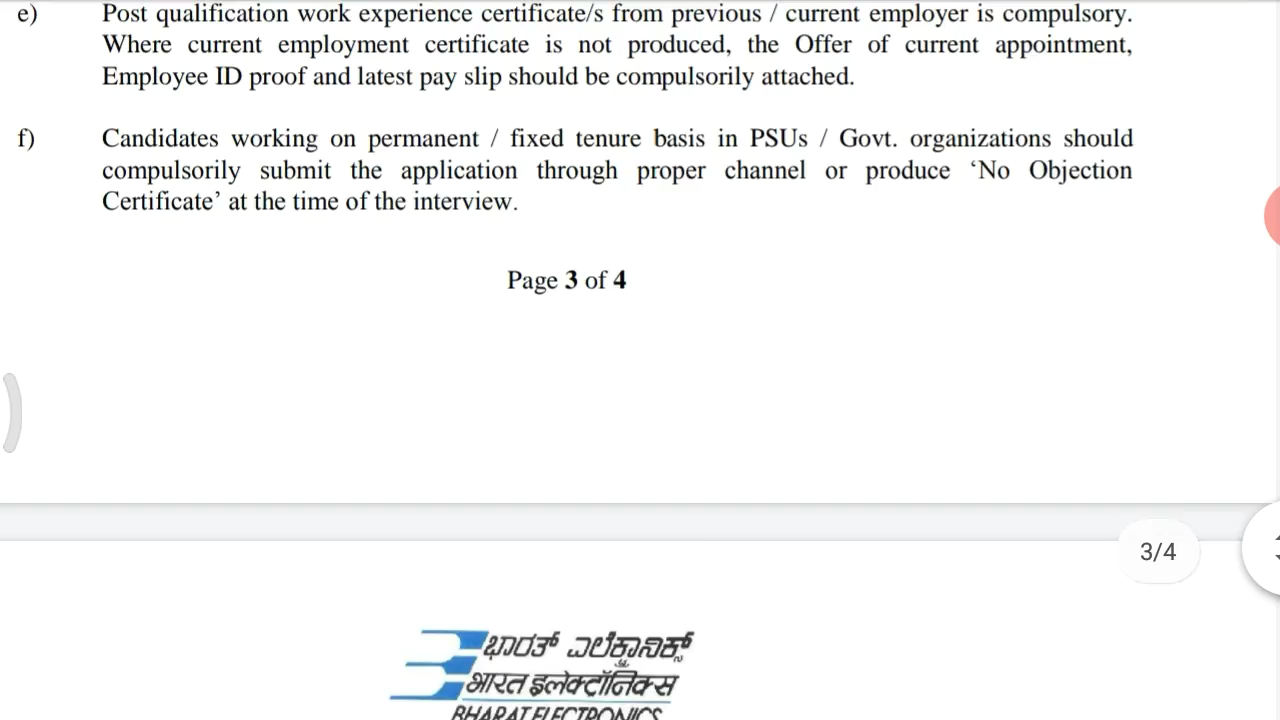 e) Post qualification work experience certificate/s from previous / current employer is compulsory.
Where current employment certificate is not produced, the Offer of current appointment,
Employee ID proof and latest pay slip should be compulsorily attached.
f) Candidates working on permanent / fixed tenure basis in PSUs / Govt. organizations should
compulsorily submit the application through proper channel or produce ‘No Objection
Certificate’ at the time of the interview.
Page 3 of 4
3/4
ಭಾರತ್ ಎಲೆಕ್ಟ್ರಾನಿಕ್ಸ್
भारत इलेक्ट्रॉनिक्स
BHARAT ELECTRONICS